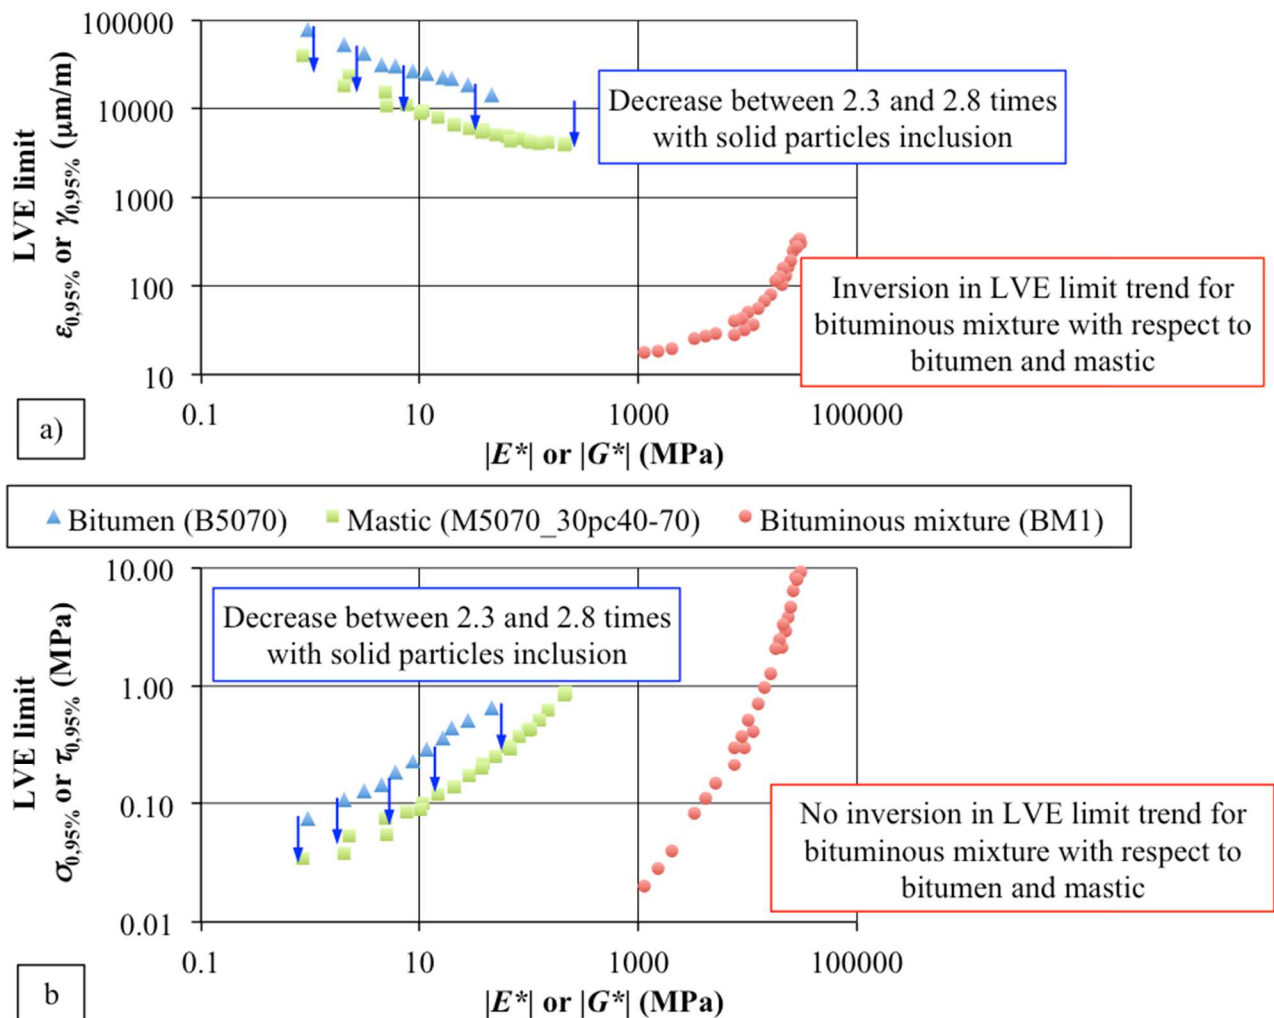 100000
10000
1000
100
10
LVE limit
ε0,95% or γ0,95% (μm/m)
Decrease between 2.3 and 2.8 times
with solid particles inclusion
Inversion in LVE limit trend for
bituminous mixture with respect to
bitumen and mastic
0.1 10 1000 100000
|E*| or |G*| (MPa)
a)
Bitumen (B5070) Mastic (M5070_30pc40-70) Bituminous mixture (BM1)
10.00
1.00
0.10
0.01
LVE limit
σ0,95% or τ0,95% (MPa)
Decrease between 2.3 and 2.8 times
with solid particles inclusion
No inversion in LVE limit trend for
bituminous mixture with respect to
bitumen and mastic
0.1 10 1000 100000
|E*| or |G*| (MPa)
b